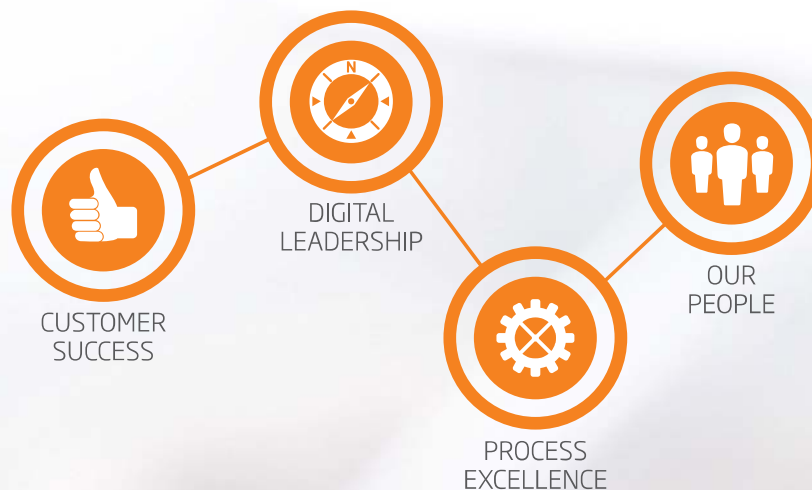 N
DIGITAL
LEADERSHIP
CUSTOMER
SUCCESS
OUR
PEOPLE
PROCESS
EXCELLENCE